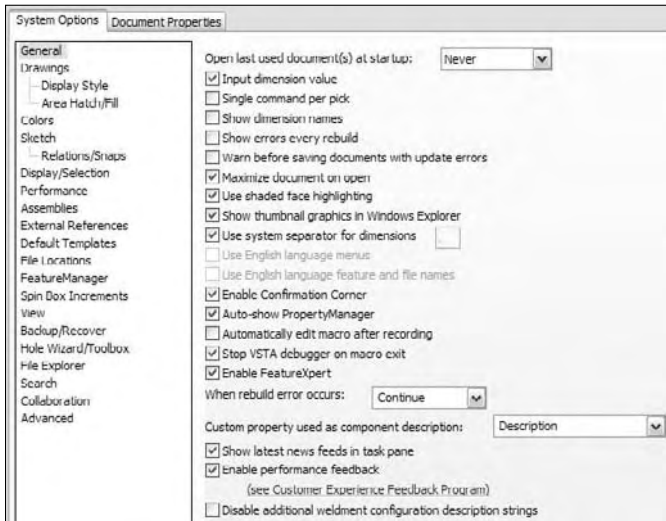 System Options Document Properties
General
Drawings
Display Style
Area Hatch/Fill
Colors
Sketch
Relations/Snaps
Display/Selection
Performance
Assemblies
External References
Default Templates
File Locations
FeatureManager
Spin Box Increments
View
Backup/Recover
Hole Wizard/Toolbox
File Explorer
Search
Collaboration
Advanced
Open last used document(s) at startup: Never
Input dimension value
Single command per pick
Show dimension names
Show errors every rebuild
Warn before saving documents with update errors
Maximize document on open
Use shaded face highlighting
Show thumbnail graphics in Windows Explorer
Use system separator for dimensions
Use English language menus
Use English language feature and file names
Enable Confirmation Corner
Auto-show PropertyManager
Automatically edit macro after recording
Stop VSTA debugger on macro exit
Enable FeatureXpert
When rebuild error occurs: Continue
Custom property used as component description: Description
Show latest news feeds in task pane
Enable performance feedback
(see Customer Experience Feedback Program)
Disable additional weldment configuration description strings